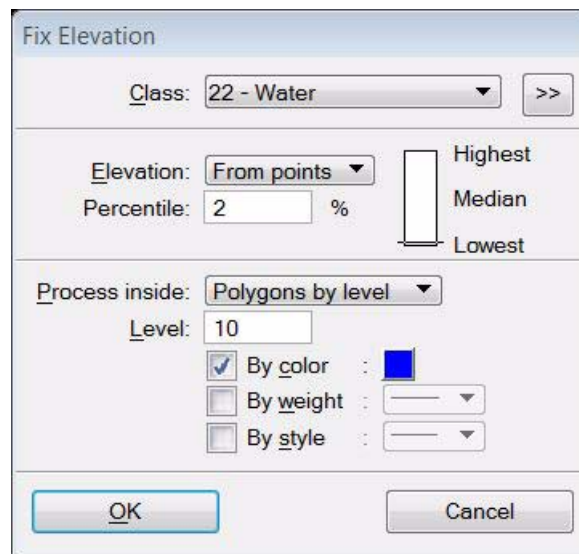 Fix Elevation
Class: 22 - Water >>
Highest
Elevation: From points
Percentile: 2 % Median
Lowest
Process inside: Polygons by level
Level: 10
By color :
By weight :
By style :
OK Cancel